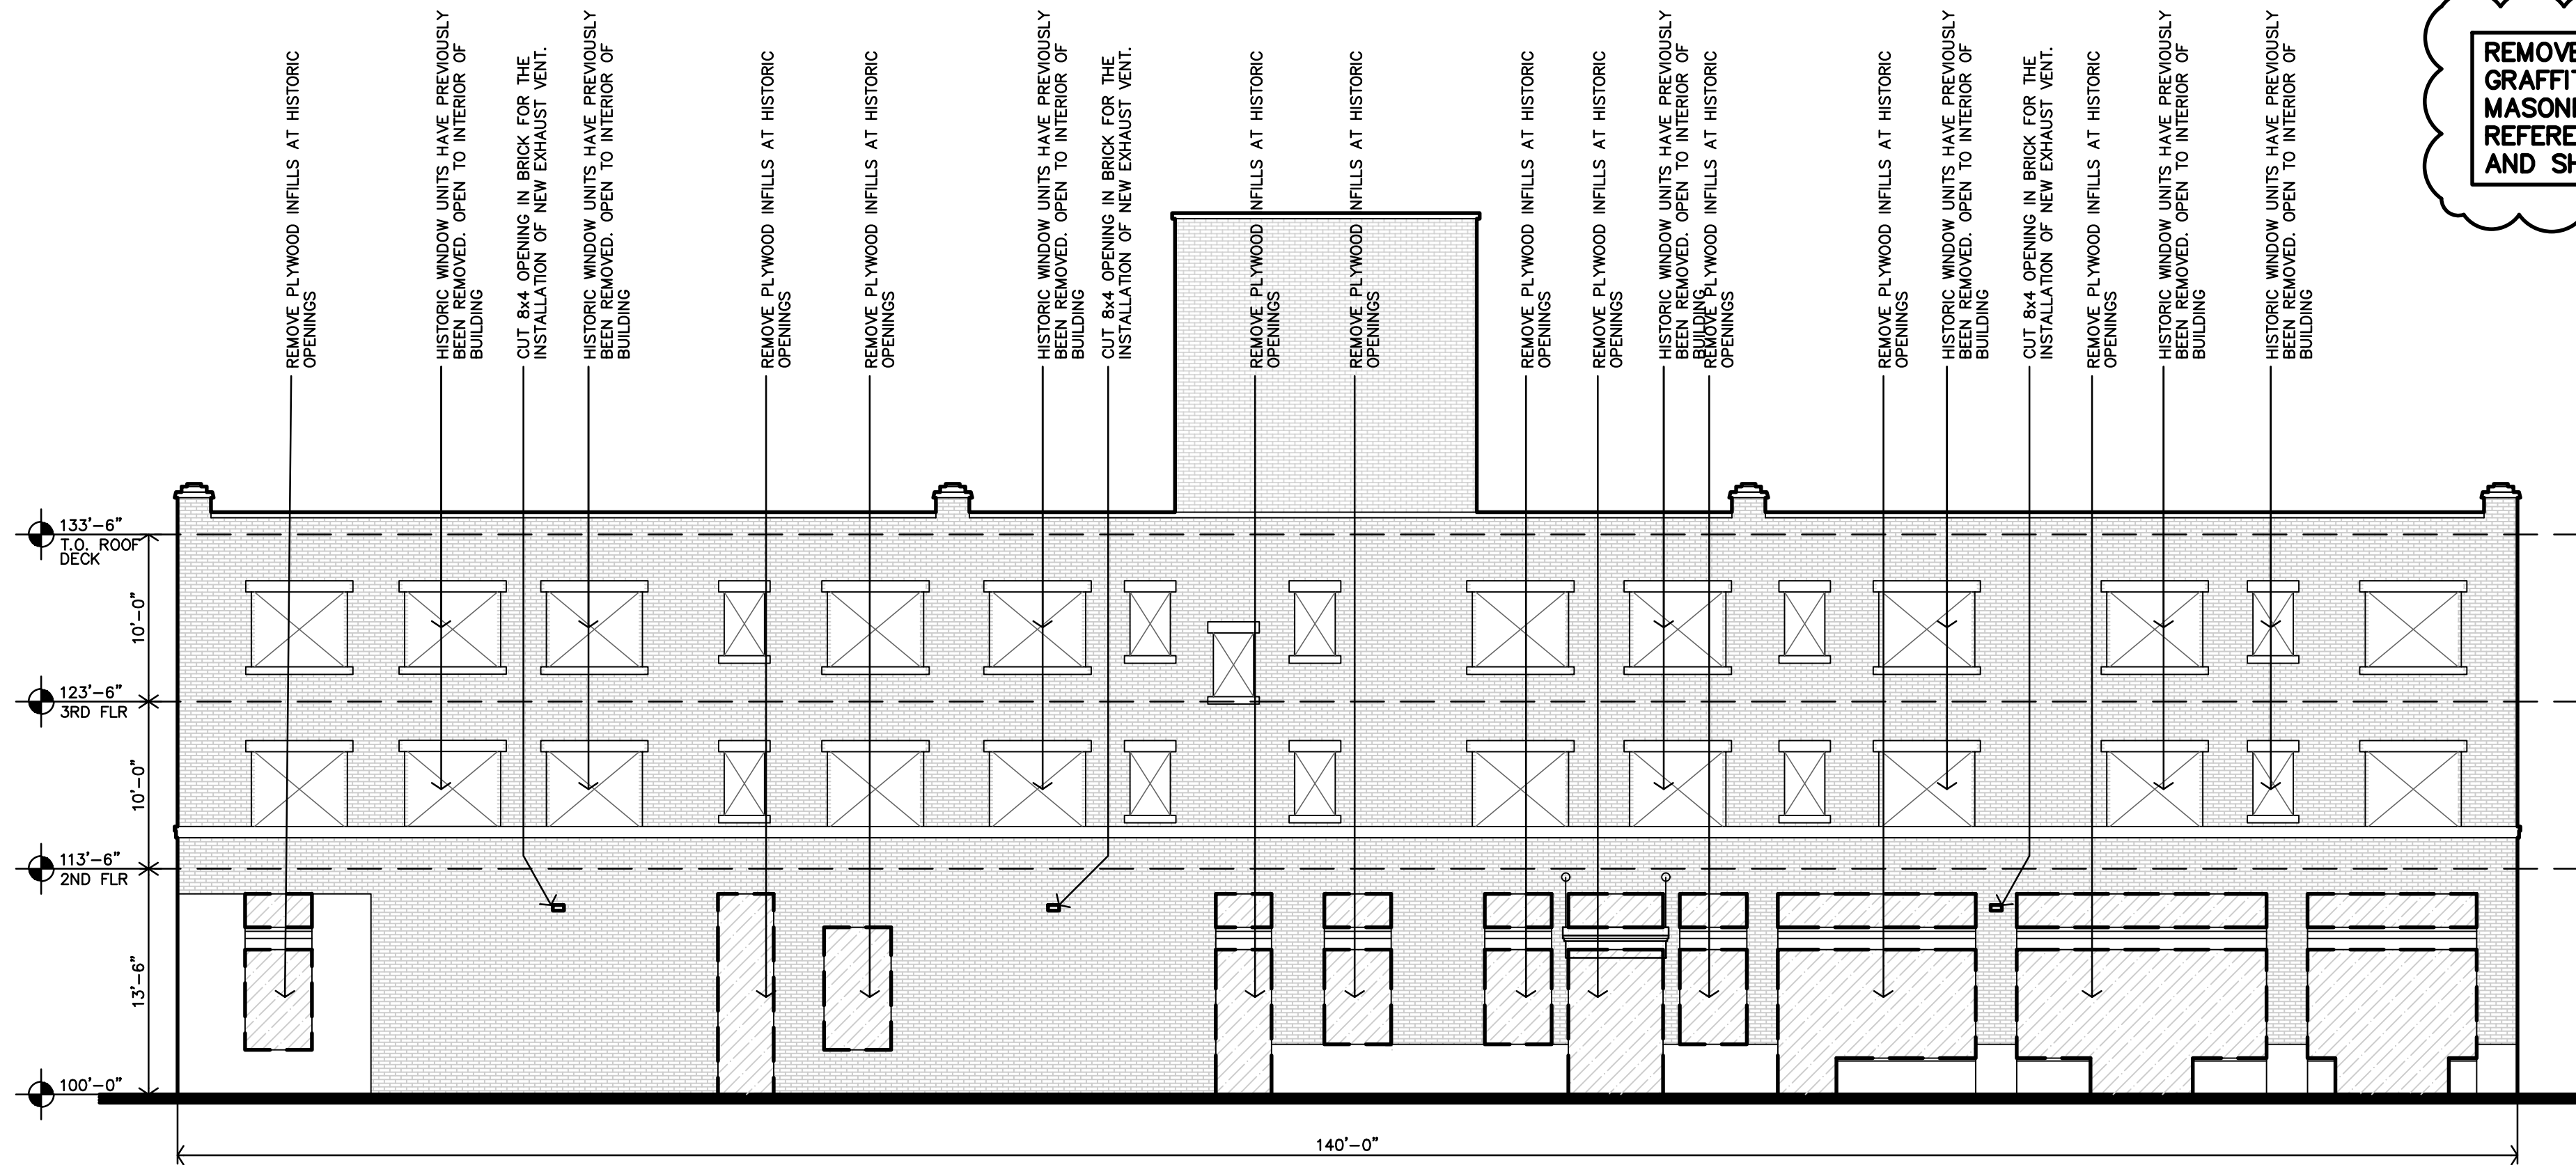 REMOVE PLYWOOD INFILLS AT HISTORIC
OPENINGS
HISTORIC WINDOW UNITS HAVE PREVIOUSLY
BEEN REMOVED. OPEN TO INTERIOR OF
BUILDING
CUT 8x4 OPENING IN BRICK FOR THE
INSTALLATION OF NEW EXHAUST VENT.
HISTORIC WINDOW UNITS HAVE PREVIOUSLY
BEEN REMOVED. OPEN TO INTERIOR OF
BUILDING
REMOVE PLYWOOD INFILLS AT HISTORIC
OPENINGS
REMOVE PLYWOOD INFILLS AT HISTORIC
OPENINGS
HISTORIC WINDOW UNITS HAVE PREVIOUSLY
BEEN REMOVED. OPEN TO INTERIOR OF
BUILDING
CUT 8x4 OPENING IN BRICK FOR THE
INSTALLATION OF NEW EXHAUST VENT.
REMOVE PLYWOOD INFILLS AT HISTORIC
OPENINGS
REMOVE PLYWOOD INFILLS AT HISTORIC
OPENINGS
REMOVE PLYWOOD INFILLS AT HISTORIC
OPENINGS
REMOVE PLYWOOD INFILLS AT HISTORIC
OPENINGS
HISTORIC WINDOW UNITS HAVE PREVIOUSLY
BEEN REMOVED. OPEN TO INTERIOR OF
BUILDING
REMOVE PLYWOOD INFILLS AT HISTORIC
OPENINGS
REMOVE PLYWOOD INFILLS AT HISTORIC
OPENINGS
HISTORIC WINDOW UNITS HAVE PREVIOUSLY
BEEN REMOVED. OPEN TO INTERIOR OF
BUILDING
CUT 8x4 OPENING IN BRICK FOR THE
INSTALLATION OF NEW EXHAUST VENT.
REMOVE PLYWOOD INFILLS AT HISTORIC
OPENINGS
HISTORIC WINDOW UNITS HAVE PREVIOUSLY
BEEN REMOVED. OPEN TO INTERIOR OF
BUILDING
HISTORIC WINDOW UNITS HAVE PREVIOUSLY
BEEN REMOVED. OPEN TO INTERIOR OF
BUILDING
REMOVE
AND
133'-6"
T.O. ROOF
DECK
10'-0"
123'-6"
3RD FLR
10'-0"
113'-6"
2ND FLR
13'-6"
100'-0"
140'-0"